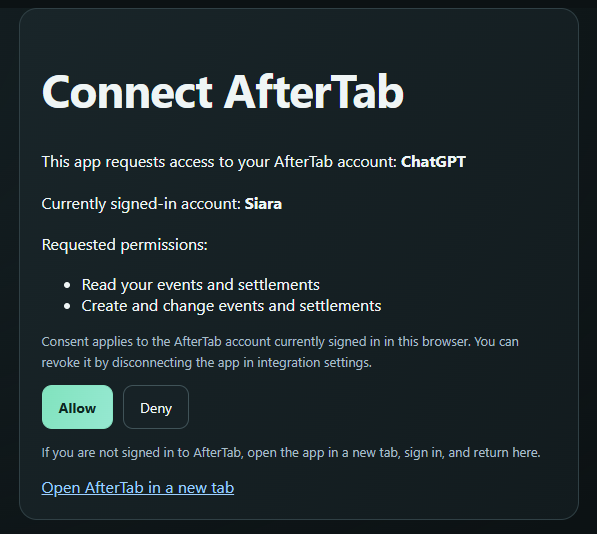 Connect AfterTab
This app requests access to your AfterTab account: ChatGPT
Currently signed-in account: Siara
Requested permissions:
Read your events and settlements
Create and change events and settlements
Consent applies to the AfterTab account currently signed in in this browser. You can
revoke it by disconnecting the app in integration settings.
Allow Deny
If you are not signed in to AfterTab, open the app in a new tab, sign in, and return here.
Open AfterTab in a new tab